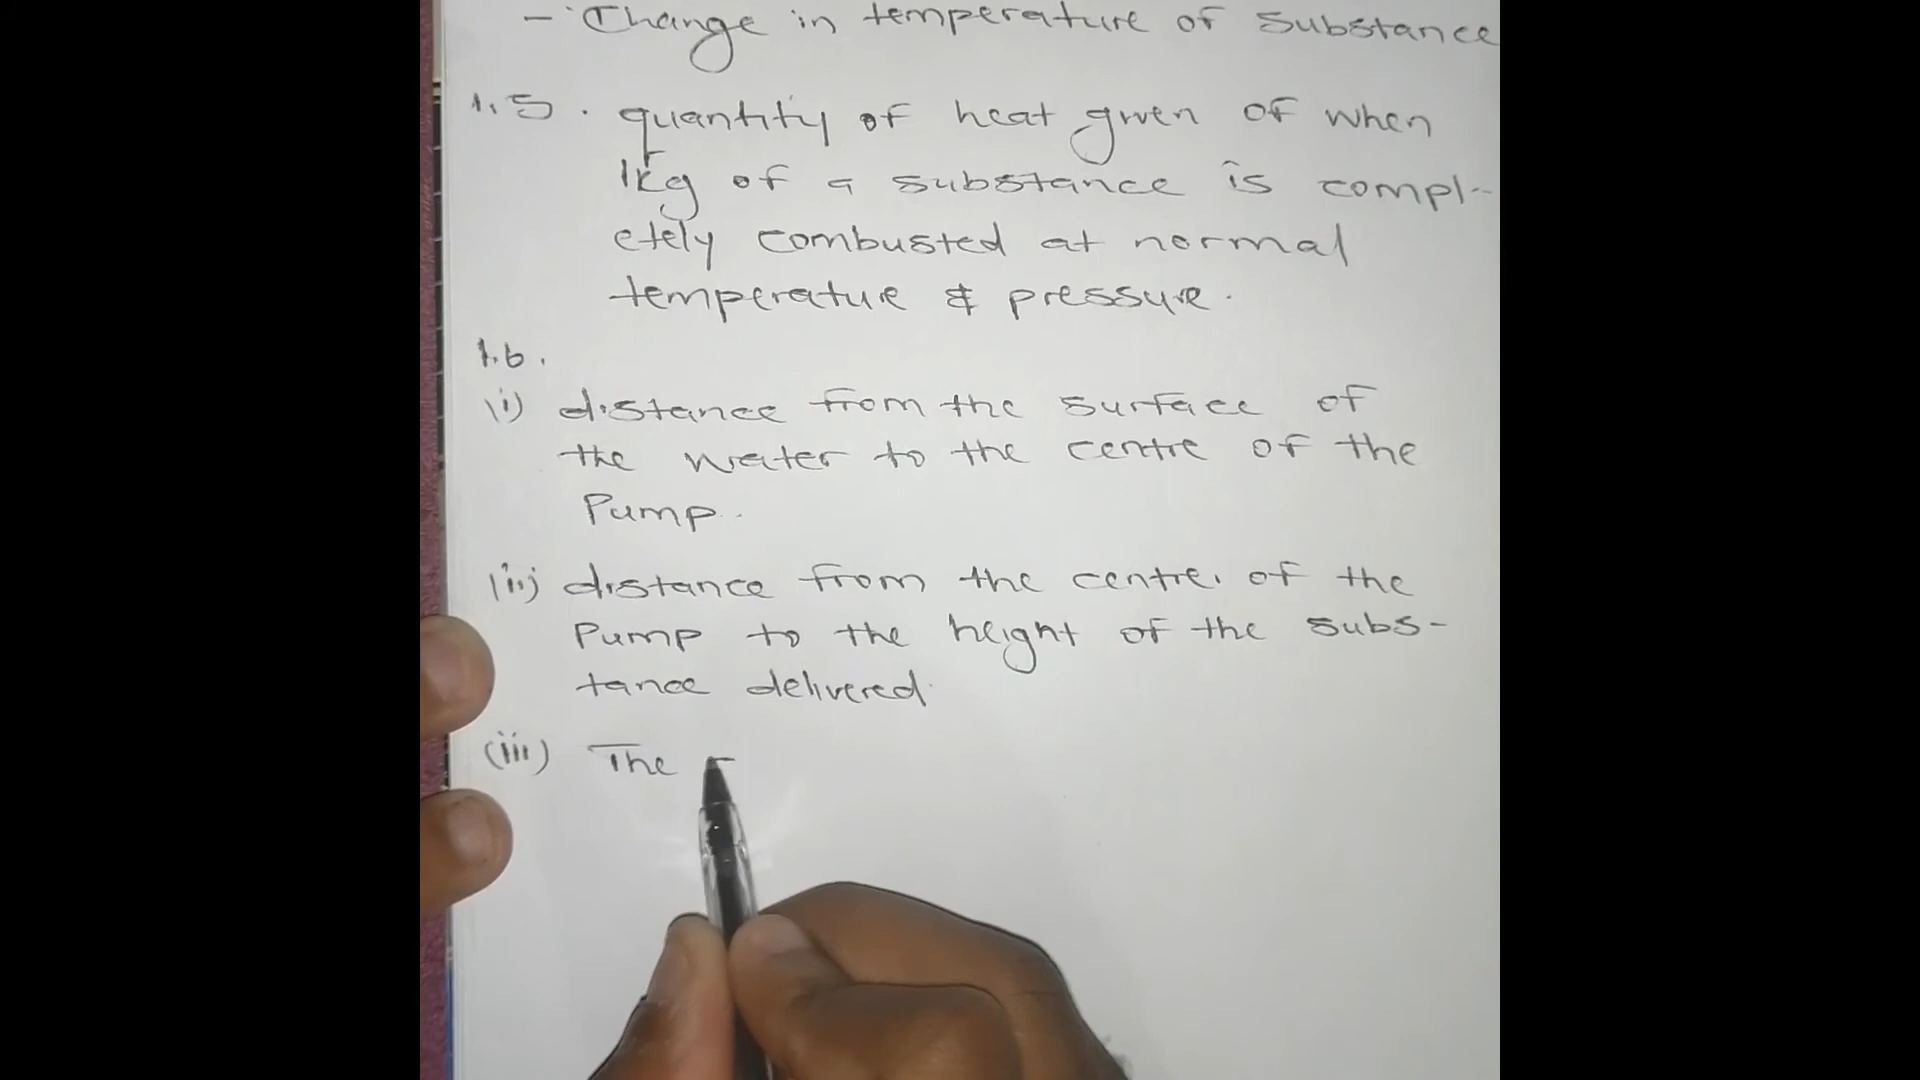 - Change in temperature of substance
1.5. quantity of heat given of when
1kg of a substance is compl-
etely combusted at normal
temperature & pressure.
1.6.
(i) distance from the surface of
the water to the centre of the
Pump.
(ii) distance from the centre of the
Pump to the height of the subs-
tance delivered.
(iii) The